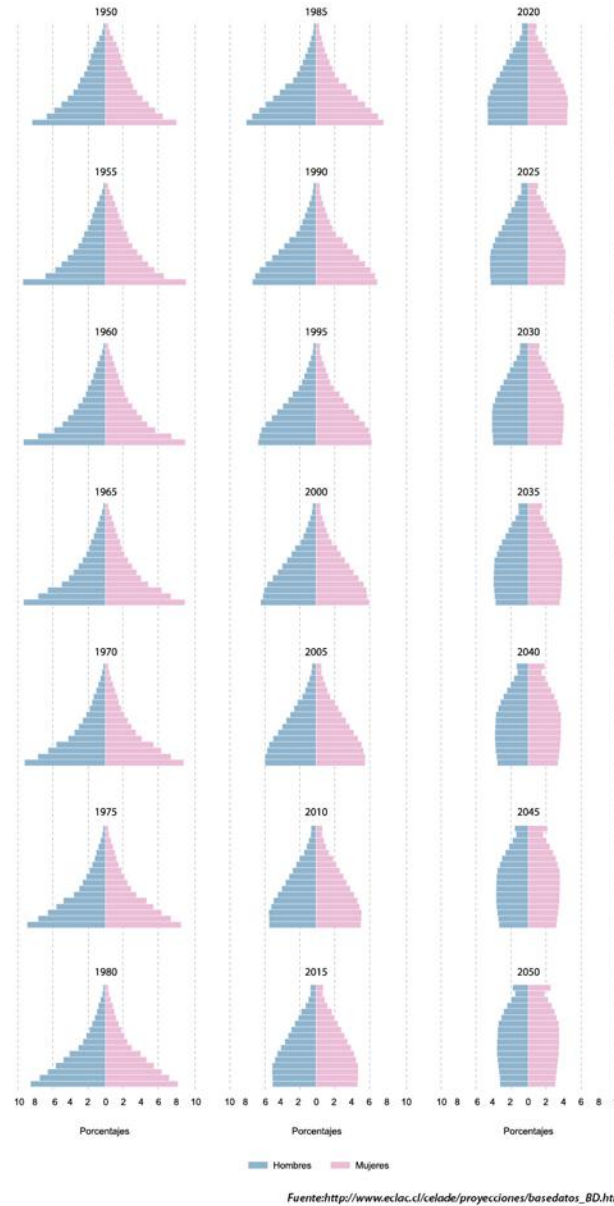 1950 1985 2020
1955 1990 2025
1960 1995 2030
1965 2000 2035
1970 2005 2040
1975 2010 2045
1980 2015 2050
10 8 6 4 2 0 2 4 6 8 10 10 8 6 4 2 0 2 4 6 8 10 10 8 6 4 2 0 2 4 6 8 10
Porcentajes Porcentajes Porcentajes
Hombres Mujeres
Fuente:http://www.eclac.cl/celade/proyecciones/basedatos_BD.ht